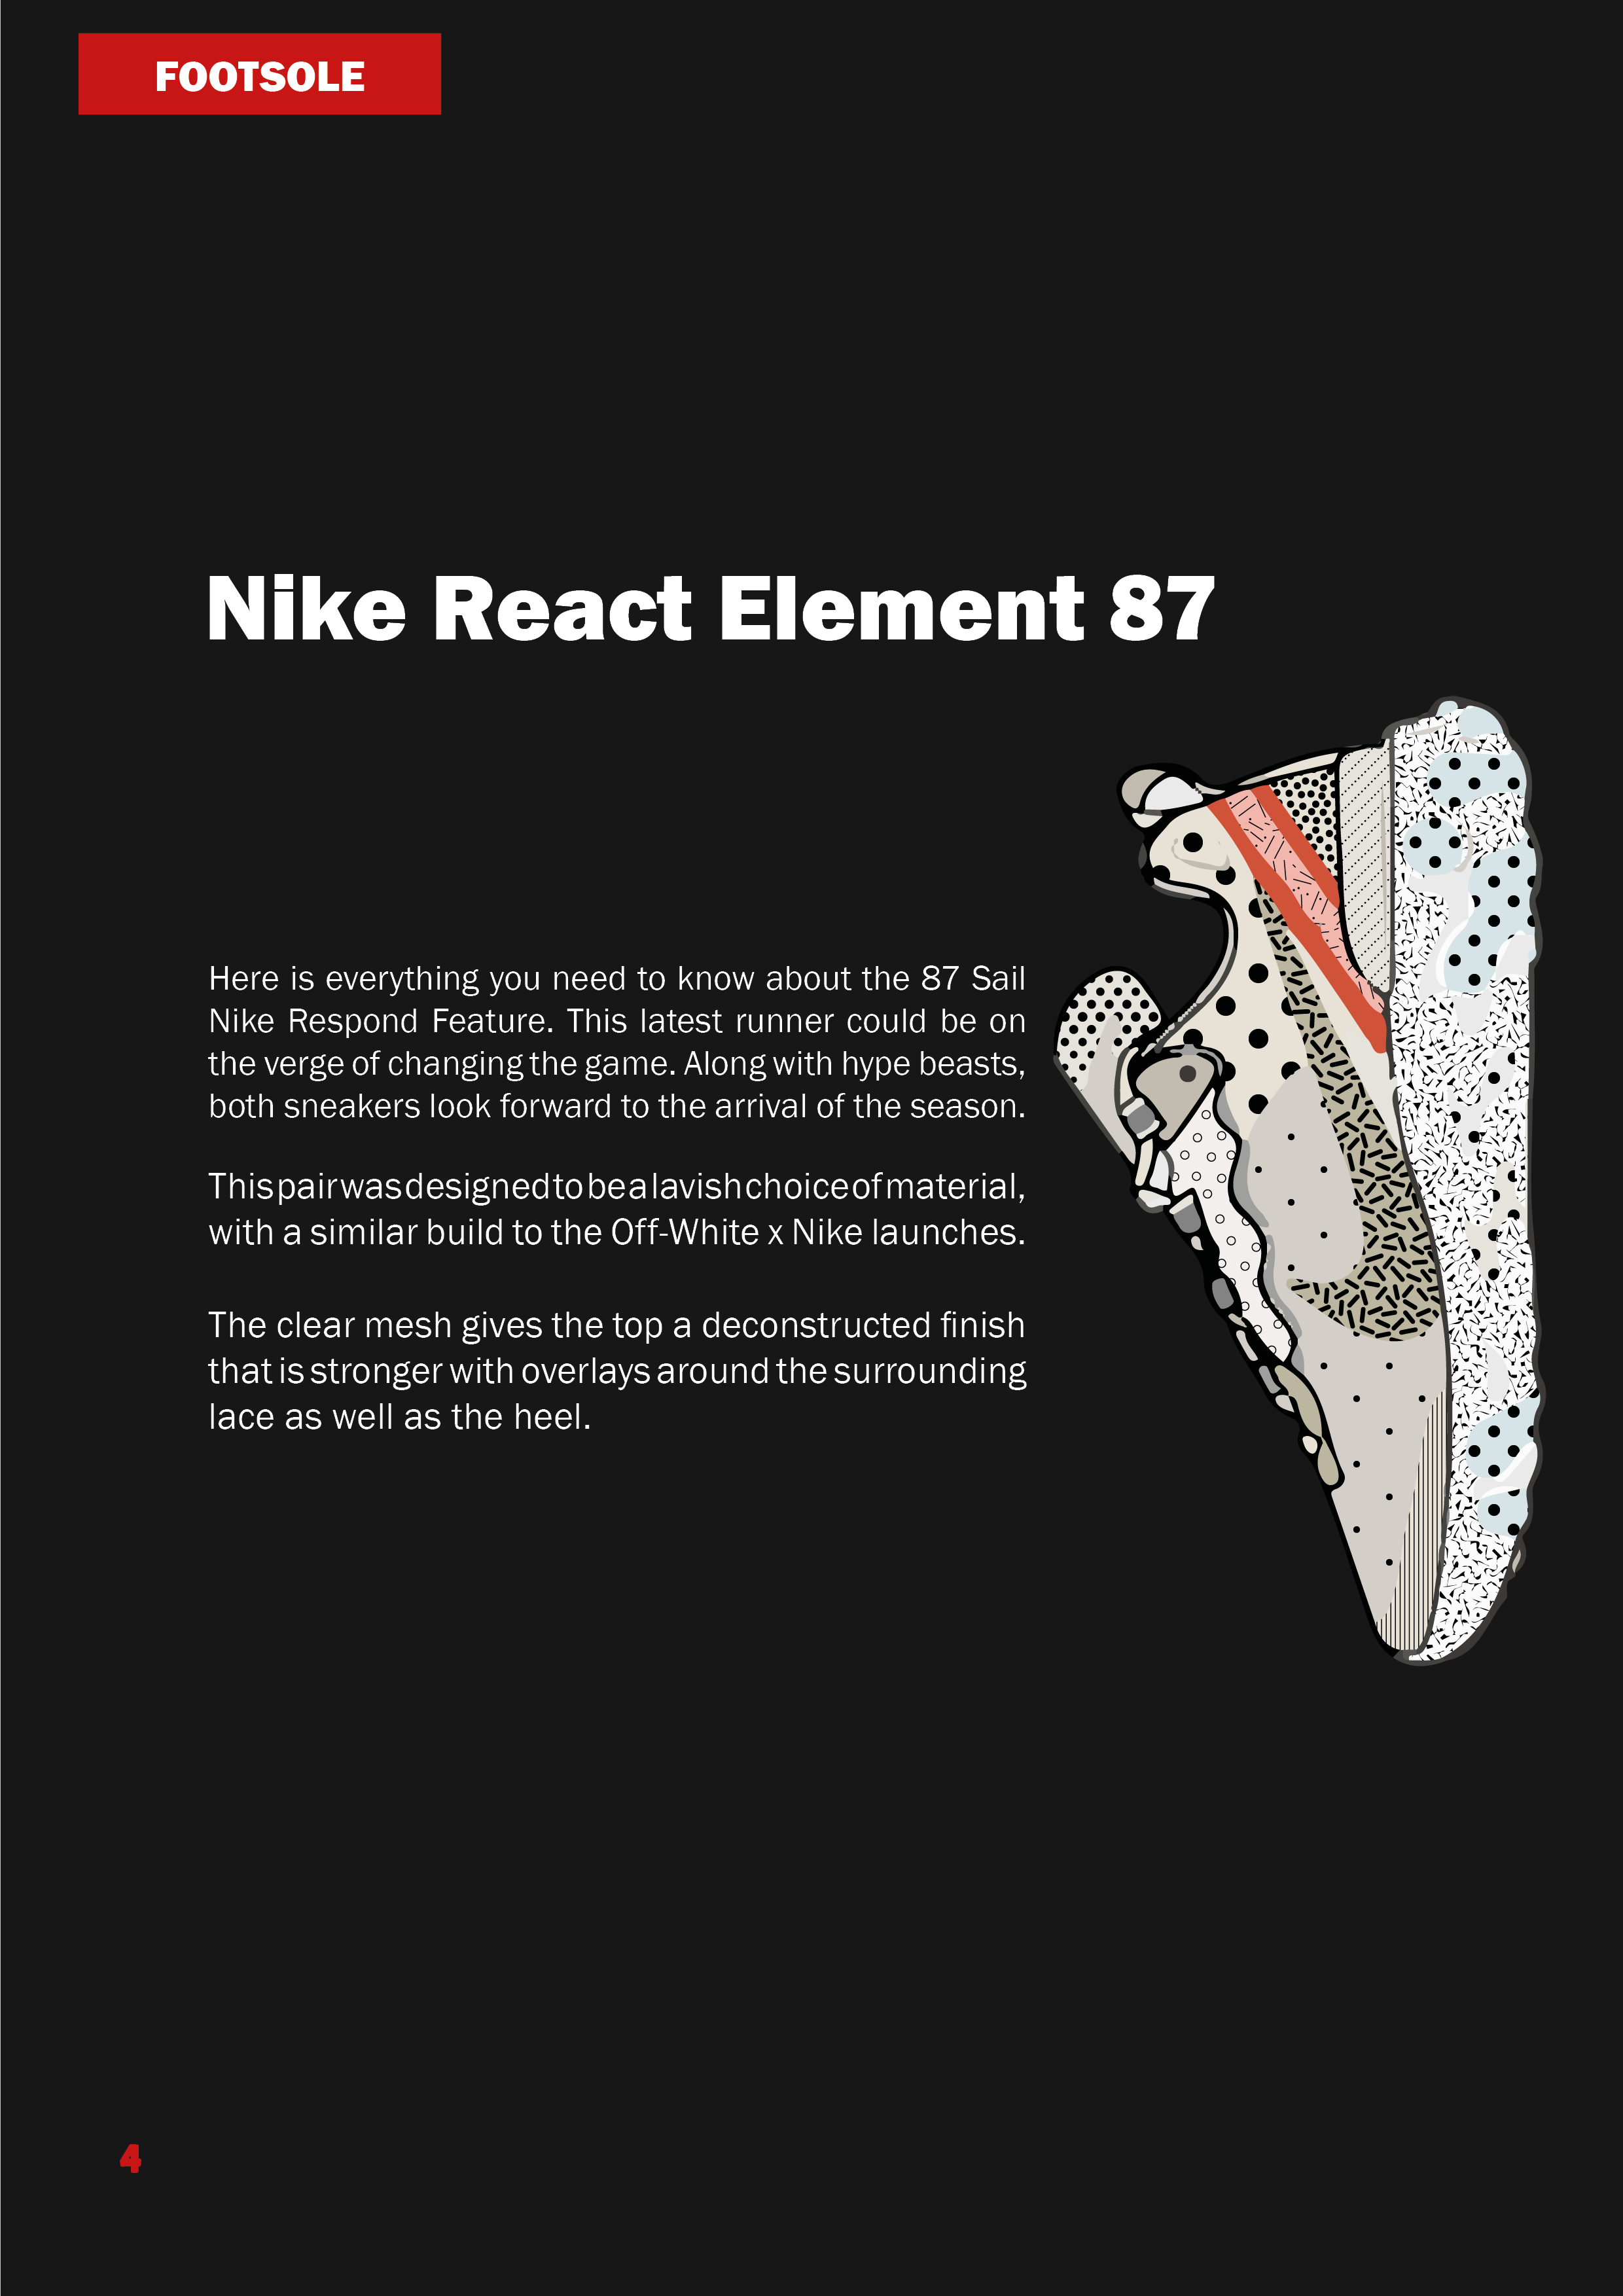 FOOTSOLE
Nike React Element 87
Here is everything you need to know about the 87 Sail
Nike Respond Feature. This latest runner could be on
the verge of changing the game. Along with hype beasts,
both sneakers look forward to the arrival of the season.
This pair was designed to be a lavish choice of material,
with a similar build to the Off-White x Nike launches.
The clear mesh gives the top a deconstructed finish
that is stronger with overlays around the surrounding
lace as well as the heel.
4